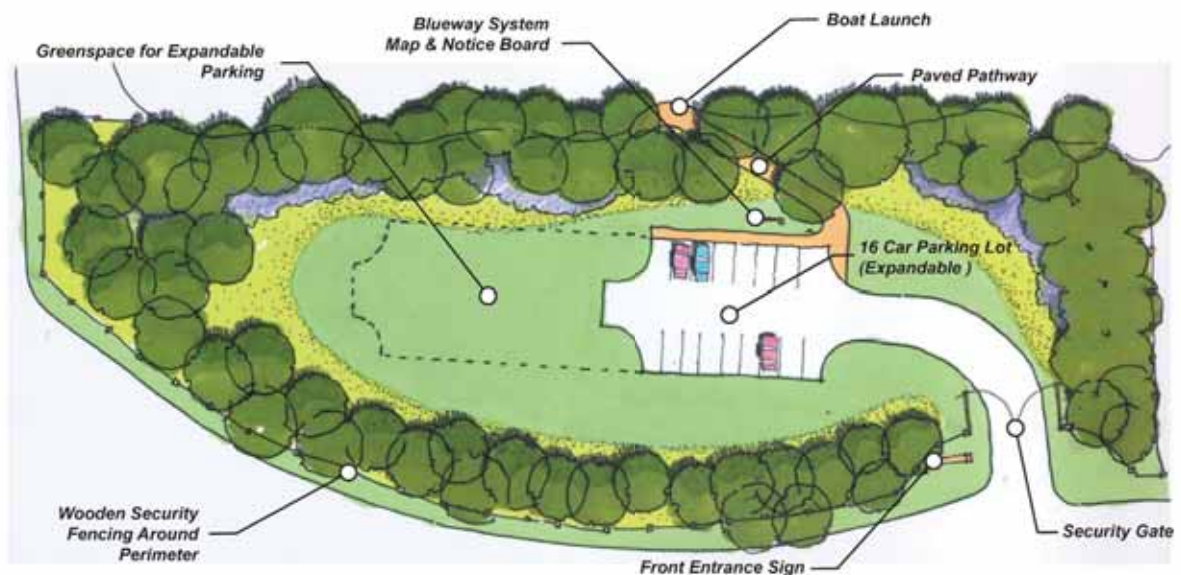 Blueway System
Map & Notice Board
Boat Launch
Greenspace for Expandable
Parking
Paved Pathway
16 Car Parking Lot
(Expandable )
Wooden Security
Fencing Around
Perimeter
Front Entrance Sign
Security Gate